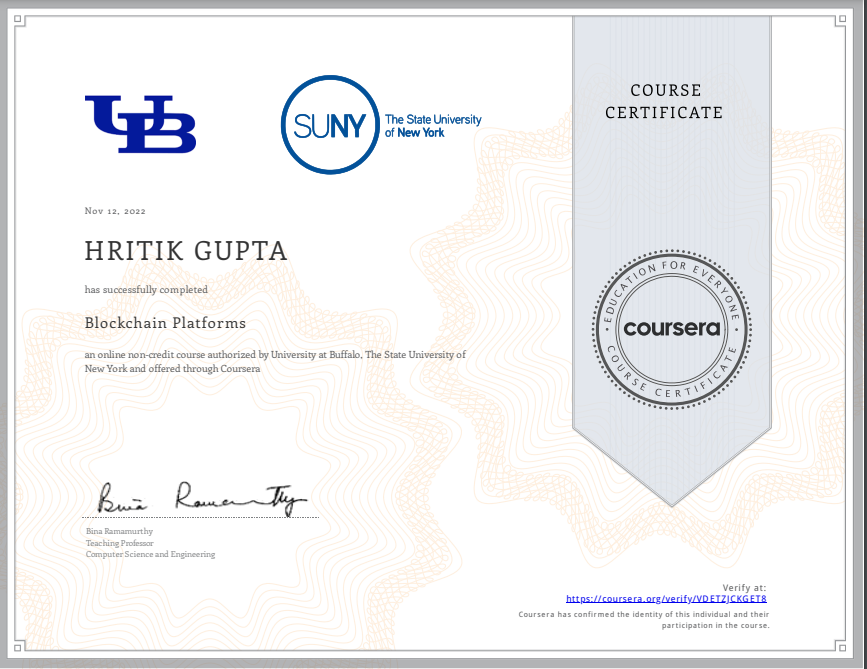 UB
SUNY
The State University
of New York
COURSE
CERTIFICATE
Nov 12, 2022
HRITIK GUPTA
has successfully completed
Blockchain Platforms
an online non-credit course authorized by University at Buffalo, The State University of
New York and offered through Coursera
EDUCATION FOR EVERYONE
coursera
COURSE CERTIFICATE
Bina Ramamurthy
Bina Ramamurthy
Teaching Professor
Computer Science and Engineering
Verify at:
https://coursera.org/verify/VDETZJCKGET8
Coursera has confirmed the identity of this individual and their
participation in the course.